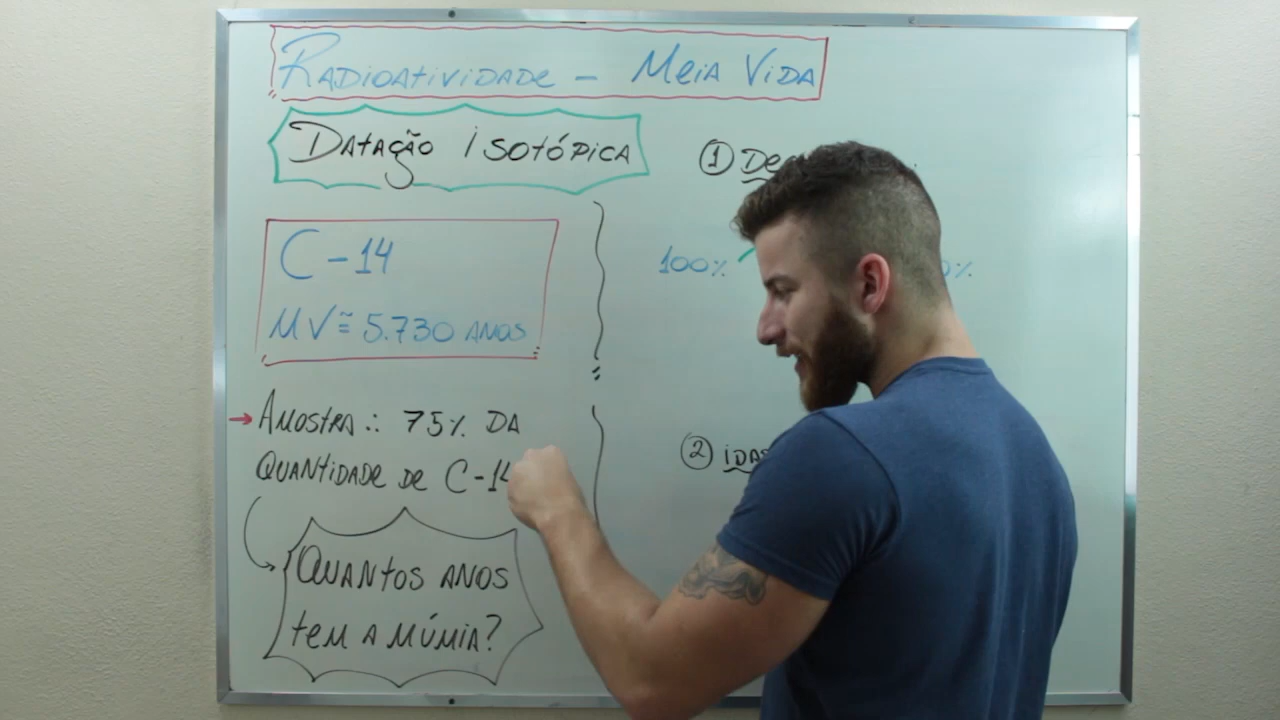 Radioatividade - Meia Vida
Datação Isotópica
C-14
MV ≅ 5.730 anos
→ Amostra ∴ 75% da
quantidade de C-14
Quantos anos
tem a múmia?
①
100%
②